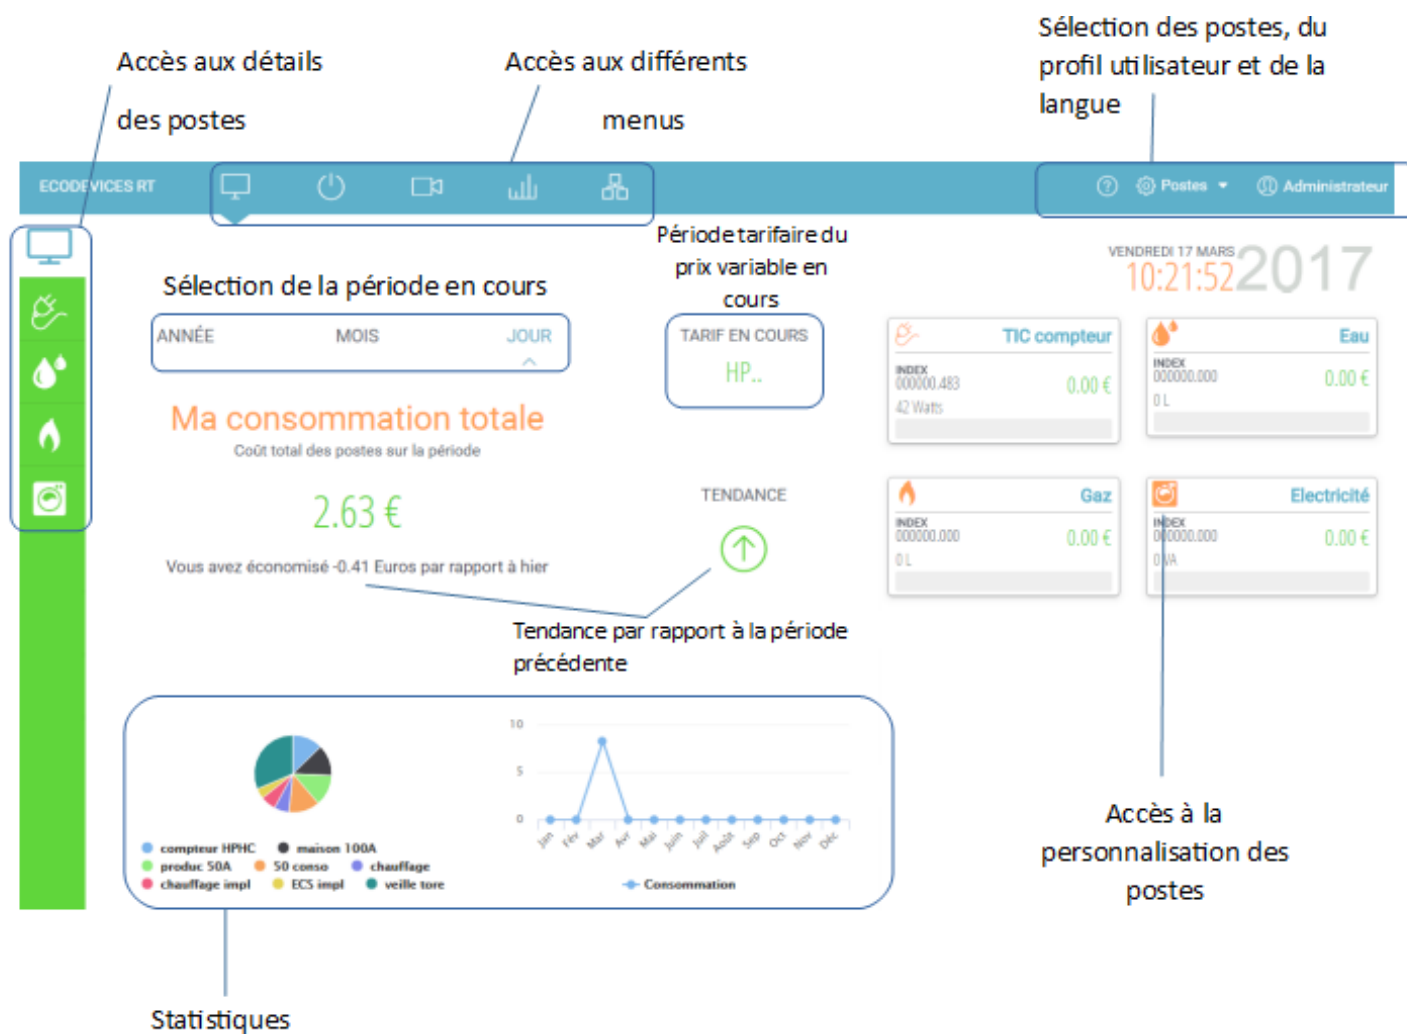 Sélection des postes, du
profil utilisateur et de la
langue
Accès aux détails
des postes
Accès aux différents
menus
ECODEVICES RT
?
Postes
Administrateur
Période tarifaire du
prix variable en
cours
VENDREDI 17 MARS
10:21:52
2017
Sélection de la période en cours
ANNÉE MOIS JOUR
TARIF EN COURS
HP..
TIC compteur
INDEX
000000.483
0.00 €
42 Watts
Eau
INDEX
000000.000
0.00 €
0 L
Ma consommation totale
Coût total des postes sur la période
2.63 €
Vous avez économisé -0.41 Euros par rapport à hier
TENDANCE
Gaz
INDEX
000000.000
0.00 €
0 L
Electricité
INDEX
000000.000
0.00 €
0 VA
Tendance par rapport à la période
précédente
compteur HPHC maison 100A
produc 50A 50 conso chauffage
chauffage impl ECS impl veille tore
10
5
0
Jan Fév Mar Avr Mai Juin Juil Août Sep Oct Nov Déc
Consommation
Accès à la
personnalisation des
postes
Statistiques